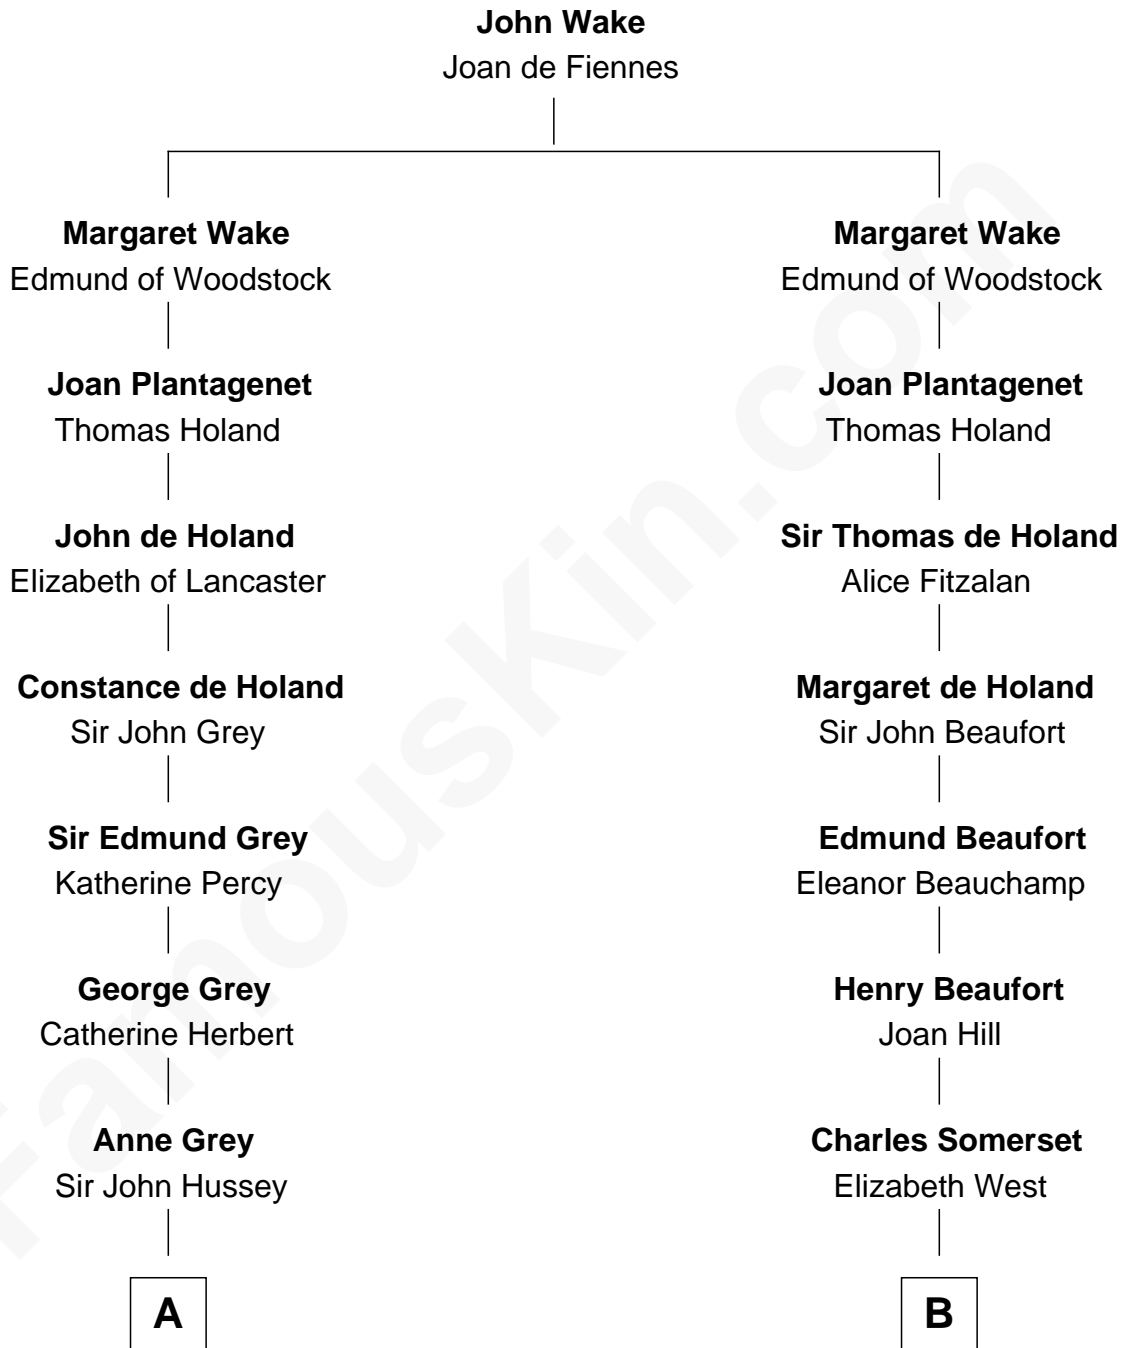 John Wake
Joan de Fiennes
Margaret Wake
Edmund of Woodstock
Margaret Wake
Edmund of Woodstock
Joan Plantagenet
Thomas Holand
Joan Plantagenet
Thomas Holand
John de Holand
Elizabeth of Lancaster
Sir Thomas de Holand
Alice Fitzalan
Constance de Holand
Sir John Grey
Margaret de Holand
Sir John Beaufort
Sir Edmund Grey
Katherine Percy
Edmund Beaufort
Eleanor Beauchamp
George Grey
Catherine Herbert
Henry Beaufort
Joan Hill
Anne Grey
Sir John Hussey
Charles Somerset
Elizabeth West
A
B
FamousKin.com